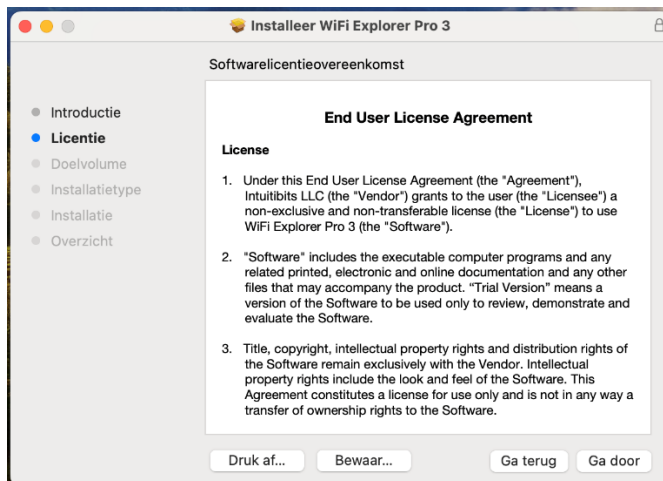 Installeer WiFi Explorer Pro 3
Softwarelicentieovereenkomst
Introductie
Licentie
Doelvolume
Installatietype
Installatie
Overzicht
End User License Agreement
License
1. Under this End User License Agreement (the "Agreement"),
Intuitibits LLC (the "Vendor") grants to the user (the "Licensee") a
non-exclusive and non-transferable license (the "License") to use
WiFi Explorer Pro 3 (the "Software").
2. "Software" includes the executable computer programs and any
related printed, electronic and online documentation and any other
files that may accompany the product. “Trial Version” means a
version of the Software to be used only to review, demonstrate and
evaluate the Software.
3. Title, copyright, intellectual property rights and distribution rights of
the Software remain exclusively with the Vendor. Intellectual
property rights include the look and feel of the Software. This
Agreement constitutes a license for use only and is not in any way a
transfer of ownership rights to the Software.
Druk af... Bewaar... Ga terug Ga door